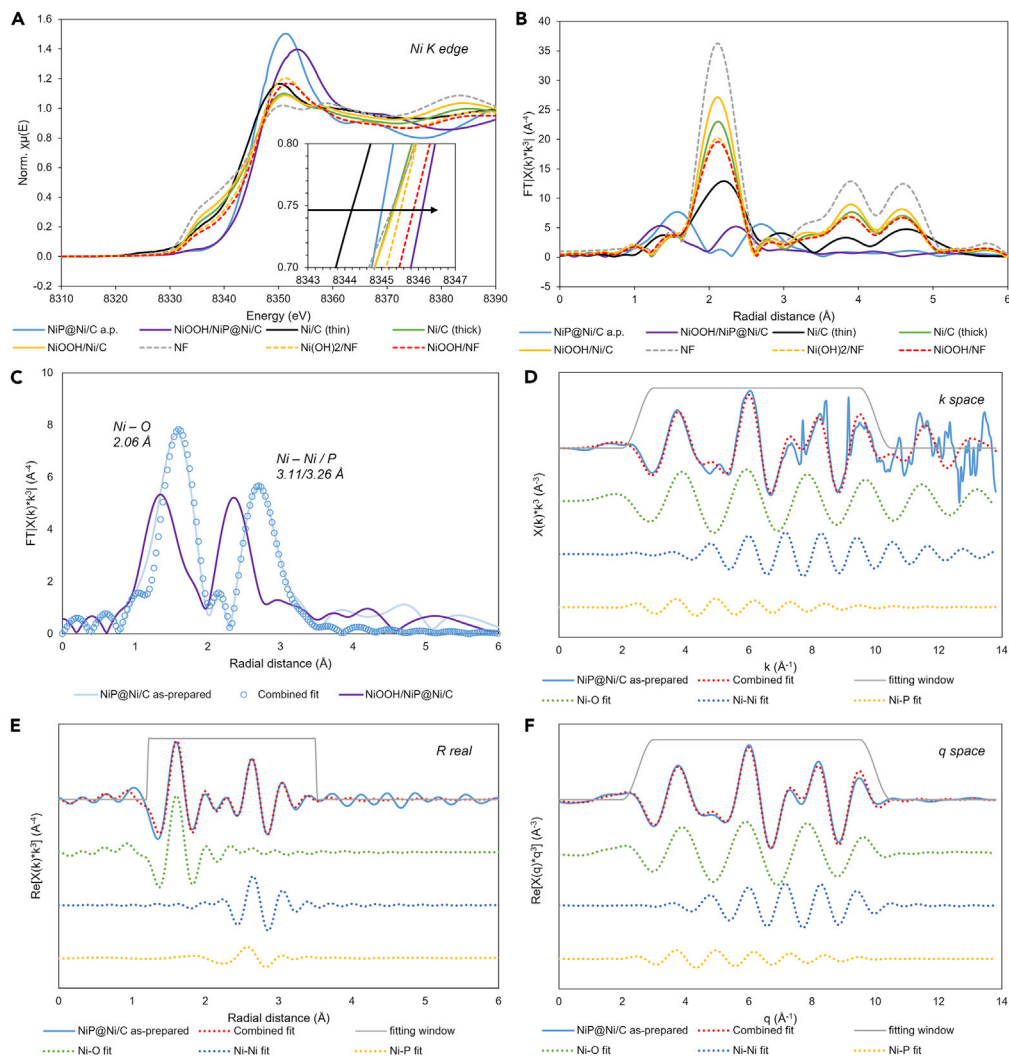 A
1.6
1.4
1.2
1.0
0.8
0.6
0.4
0.2
0.0
-0.2
Norm. χμ(E)
Ni K edge
0.80
0.75
0.70
8343 8344 8345 8346 8347
8310 8320 8330 8340 8350 8360 8370 8380 8390
Energy (eV)
NiP@Ni/C a.p. NiOOH/NiP@Ni/C Ni/C (thin) Ni/C (thick)
NiOOH/Ni/C NF Ni(OH)2/NF NiOOH/NF
B
40
35
30
25
20
15
10
5
0
-5
FT|X(k)*k³| (A⁻⁴)
0 1 2 3 4 5 6
Radial distance (Å)
NiP@Ni/C a.p. NiOOH/NiP@Ni/C Ni/C (thin) Ni/C (thick)
NiOOH/Ni/C NF Ni(OH)2/NF NiOOH/NF
C
10
8
6
4
2
0
FT|X(k)*k³| (A⁻⁴)
Ni – O
2.06 Å
Ni – Ni / P
3.11/3.26 Å
0 1 2 3 4 5 6
Radial distance (Å)
NiP@Ni/C as-prepared Combined fit NiOOH/NiP@Ni/C
D
k space
X(k)*k³ (A⁻³)
0 2 4 6 8 10 12 14
k (Å⁻¹)
NiP@Ni/C as-prepared Combined fit fitting window
Ni-O fit Ni-Ni fit Ni-P fit
E
R real
Re[X(k)*k³] (A⁻⁴)
0 1 2 3 4 5 6
Radial distance (Å)
NiP@Ni/C as-prepared Combined fit fitting window
Ni-O fit Ni-Ni fit Ni-P fit
F
q space
Re[X(q)*q³] (A⁻³)
0 2 4 6 8 10 12 14
q (Å⁻¹)
NiP@Ni/C as-prepared Combined fit fitting window
Ni-O fit Ni-Ni fit Ni-P fit